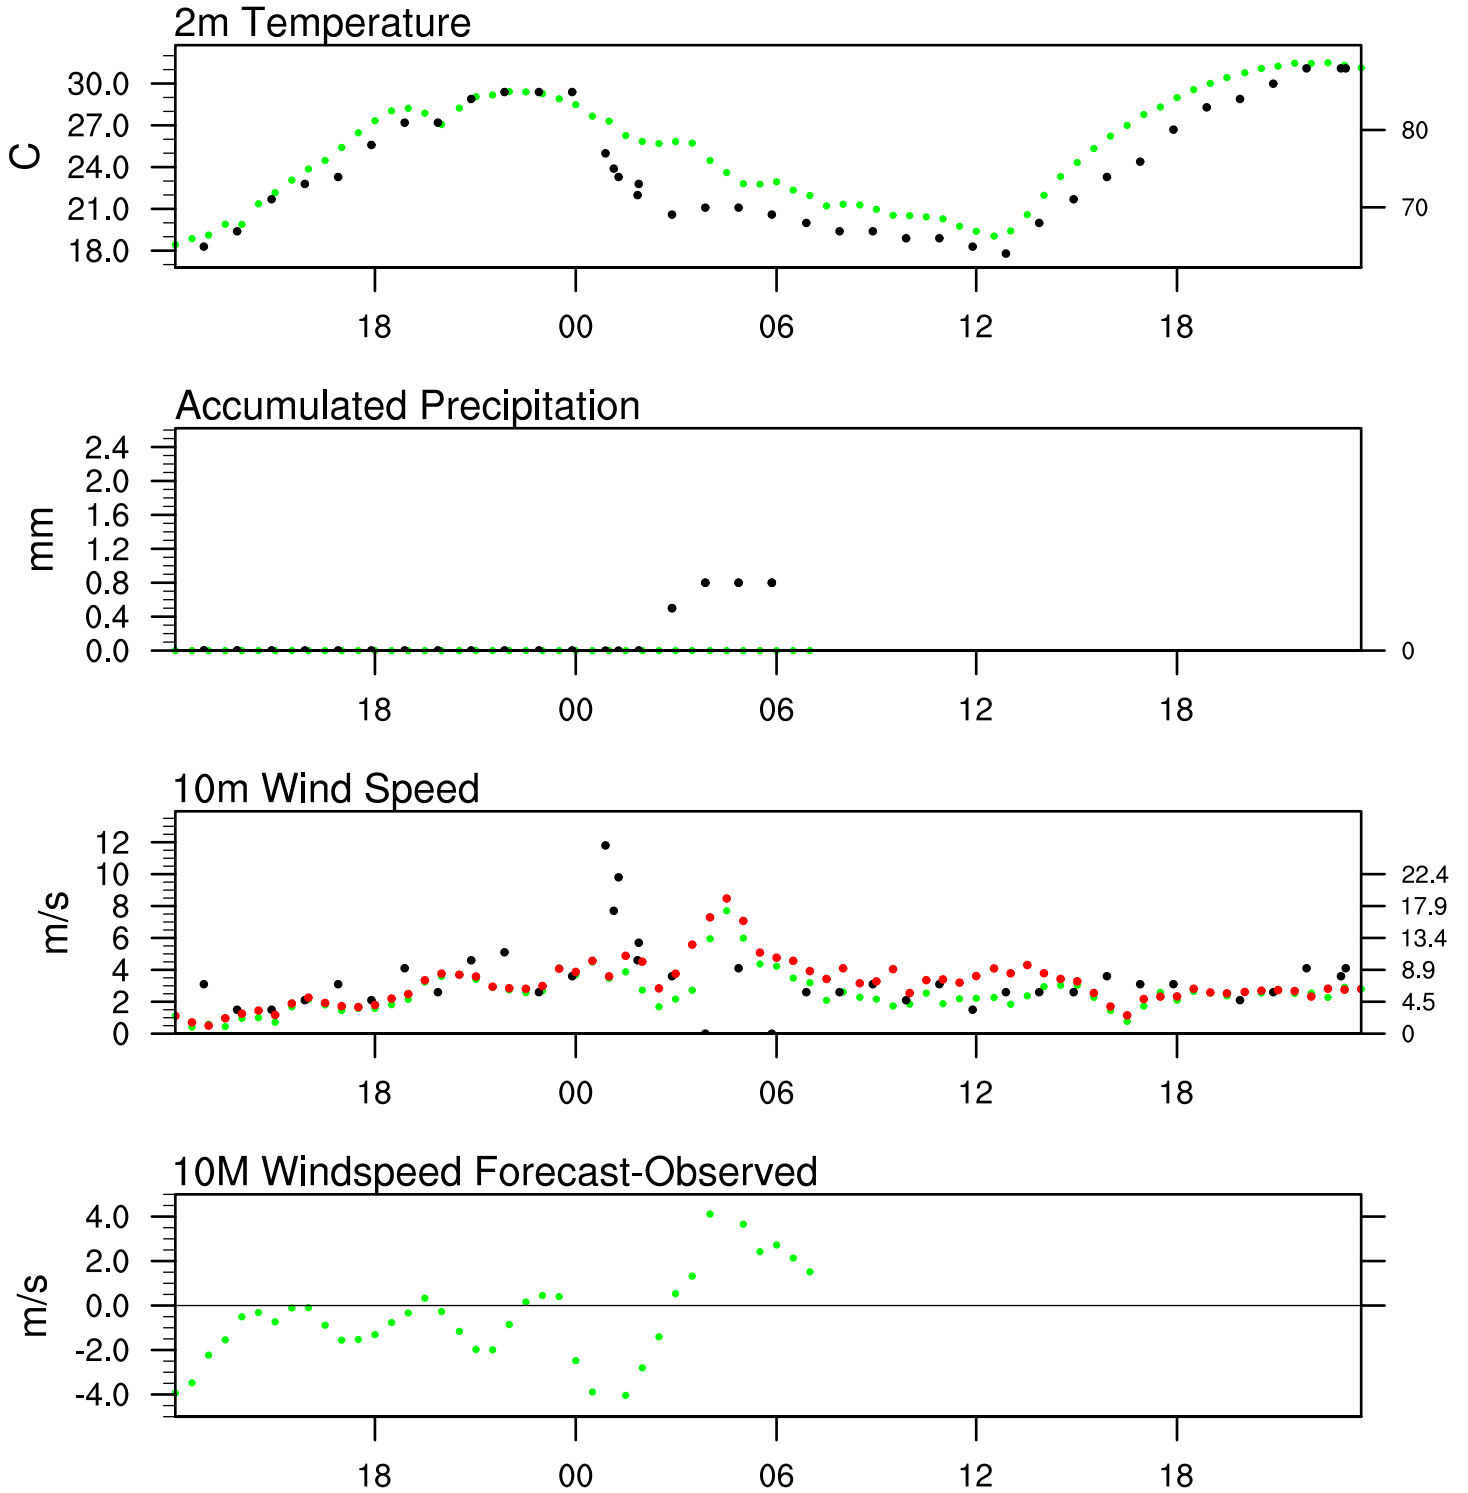 2m Temperature
30.0
27.0
80
C
24.0
21.0
70
18.0
18 00 06 12 18
Accumulated Precipitation
2.4
2.0
1.6
mm
1.2
0.8
0.4
0.0
0
18 00 06 12 18
10m Wind Speed
12
10 22.4
8 17.9
m/s
6 13.4
4 8.9
2 4.5
0 0
18 00 06 12 18
10M Windspeed Forecast-Observed
4.0
2.0
m/s
0.0
-2.0
-4.0
18 00 06 12 18